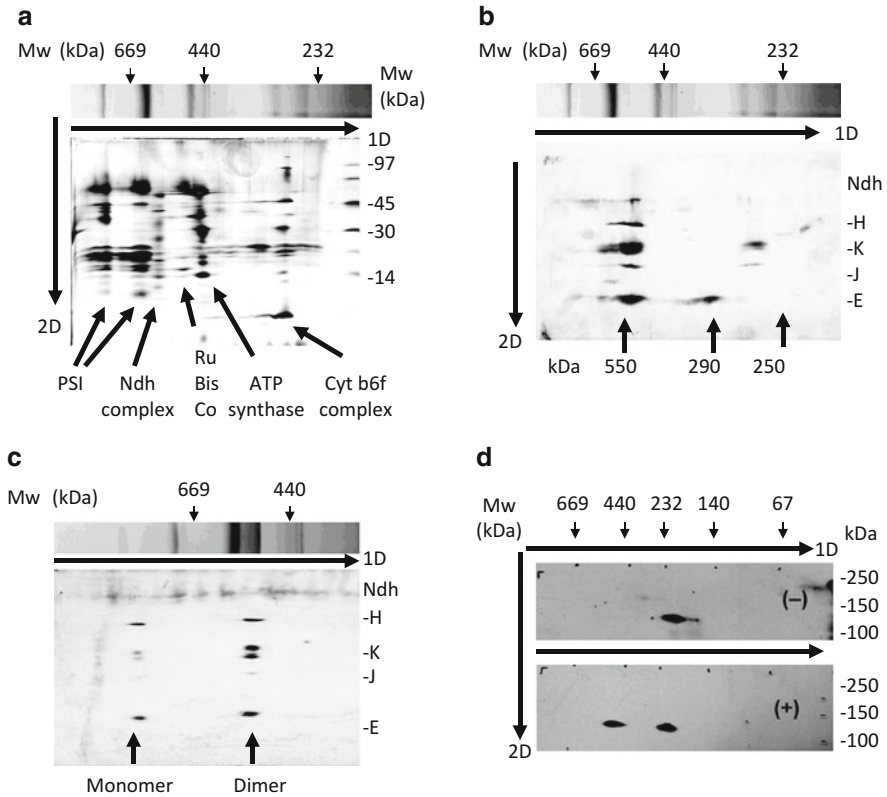 a
Mw (kDa) 669 440 232
Mw
(kDa)
1D
-97
-45
-30
-14
2D
PSI
Ndh
complex
Ru
Bis
Co
ATP
synthase
Cyt b6f
complex
b
Mw (kDa) 669 440 232
1D
Ndh
-H
-K
-J
-E
2D
kDa 550 290 250
c
Mw (kDa) 669 440
1D
Ndh
-H
-K
-J
-E
Monomer Dimer
d
Mw
(kDa)
669 440 232 140 67
kDa
1D
-250
-150
-100
(–)
-250
-150
-100
(+)
2D